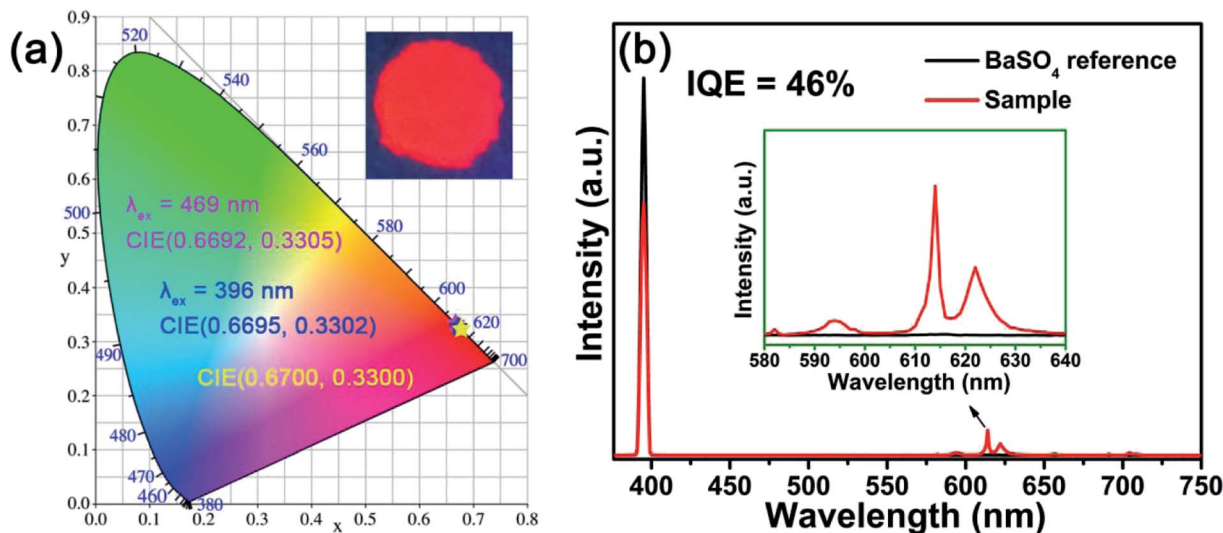 (a)
0.9
0.8
0.7
0.6
0.5
0.4
0.3
0.2
0.1
0.0
y
0.0 0.1 0.2 0.3 0.4 0.5 0.6 0.7 0.8
x
520
540
560
580
600
620
700
500
490
480
470
460
380
λex = 469 nm
CIE(0.6692, 0.3305)
λex = 396 nm
CIE(0.6695, 0.3302)
CIE(0.6700, 0.3300)
(b)
IQE = 46%
BaSO4 reference
Sample
Intensity (a.u.)
Intensity (a.u.)
580 590 600 610 620 630 640
Wavelength (nm)
400 450 500 550 600 650 700 750
Wavelength (nm)